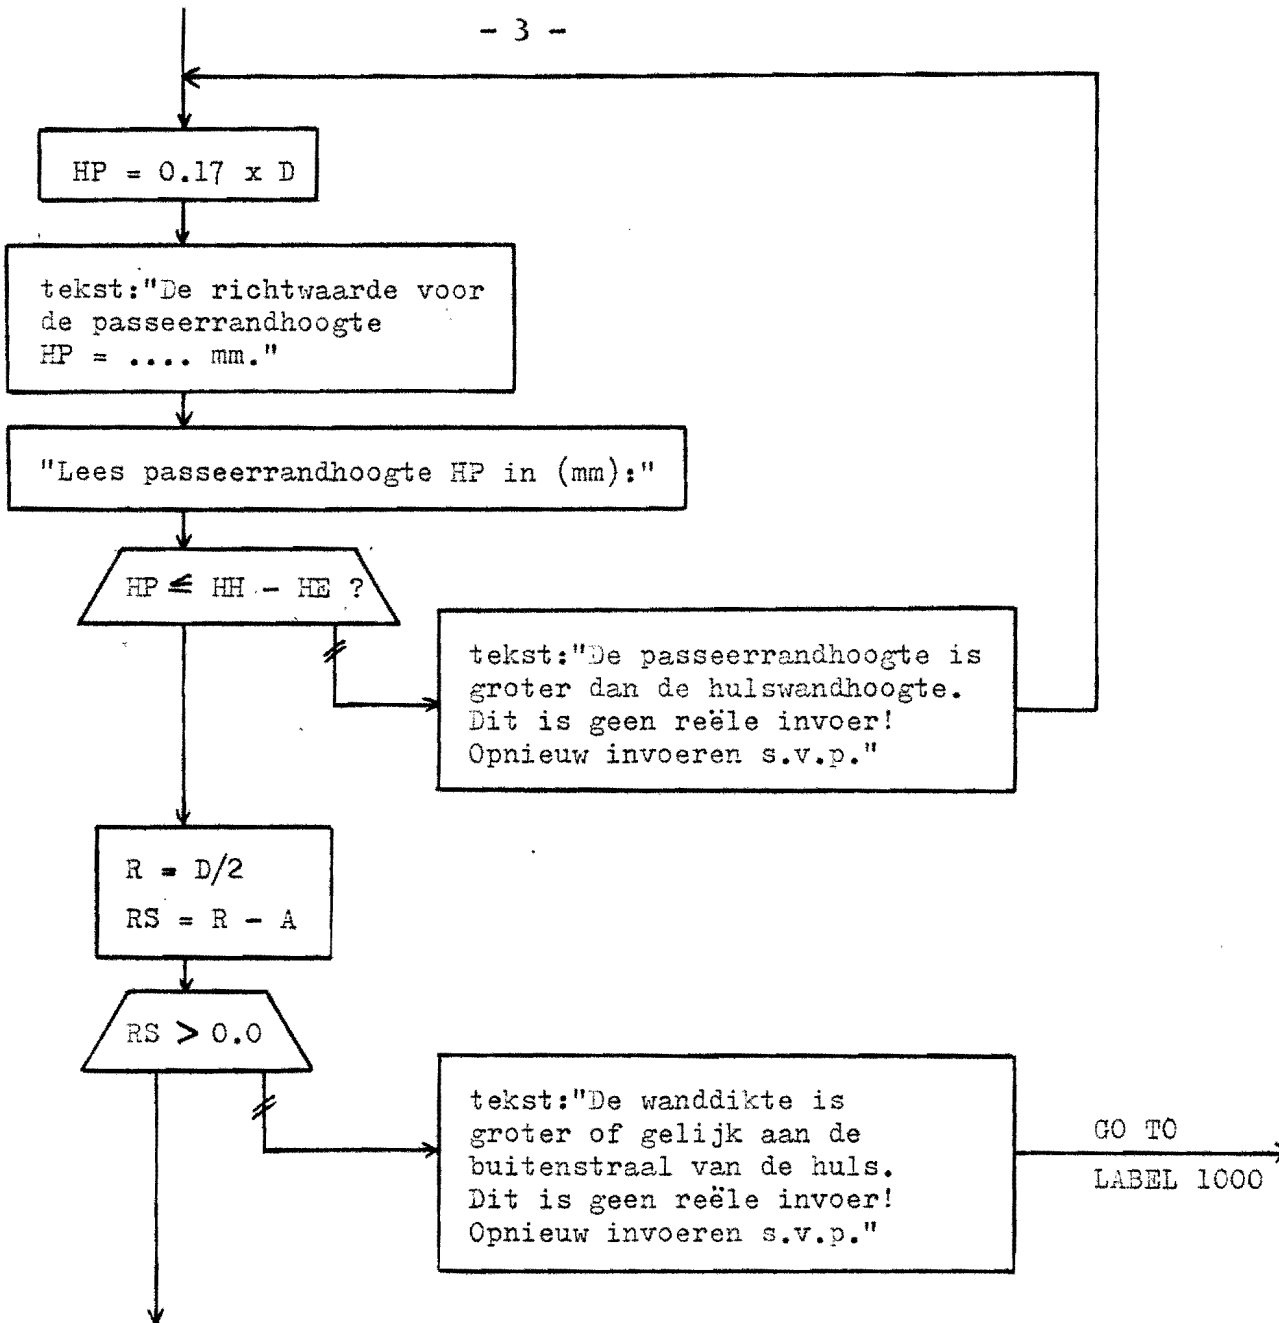 - 3 -
HP = 0.17 x D
tekst:"De richtwaarde voor
de passeerrandhoogte
HP = .... mm."
"Lees passeerrandhoogte HP in (mm):"
HP ≤ HH - HE ?
tekst:"De passeerrandhoogte is
groter dan de hulswandhoogte.
Dit is geen reële invoer!
Opnieuw invoeren s.v.p."
R = D/2
RS = R - A
RS > 0.0
tekst:"De wanddikte is
groter of gelijk aan de
buitenstraal van de huls.
Dit is geen reële invoer!
Opnieuw invoeren s.v.p."
GO TO
LABEL 1000